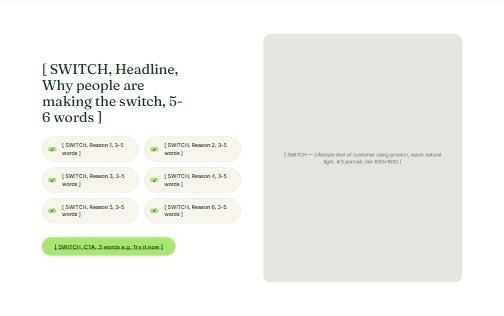 [ SWITCH, Headline,
Why people are
making the switch, 5-
6 words ]
[ SWITCH, Reason 1, 3-5
words ]
[ SWITCH, Reason 2, 3-5
words ]
[ SWITCH, Reason 3, 3-5
words ]
[ SWITCH, Reason 4, 3-5
words ]
[ SWITCH, Reason 5, 3-5
words ]
[ SWITCH, Reason 6, 3-5
words ]
[ SWITCH, CTA, 3 words e.g. Try it now ]
[ SWITCH — Lifestyle shot of customer using product, warm natural
light, 4:5 portrait, min 800×1000 ]